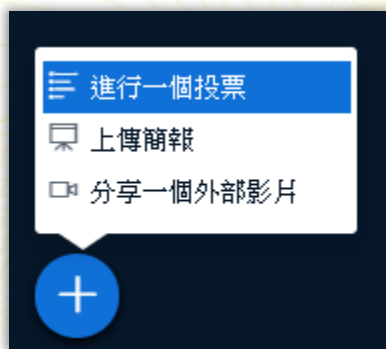 進行一個投票
上傳簡報
分享一個外部影片